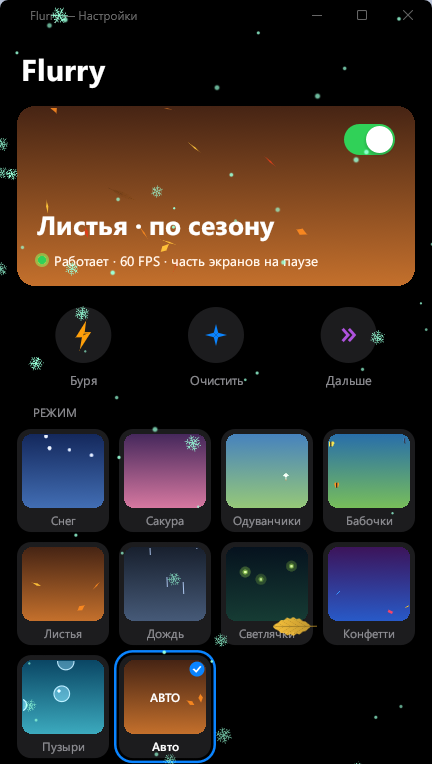 Flurry — Настройки
Flurry
Листья · по сезону
Работает · 60 FPS · часть экранов на паузе
Буря
Очистить
Дальше
РЕЖИМ
Снег
Сакура
Одуванчики
Бабочки
Листья
Дождь
Светлячки
Конфетти
АВТО
Пузыри
Авто